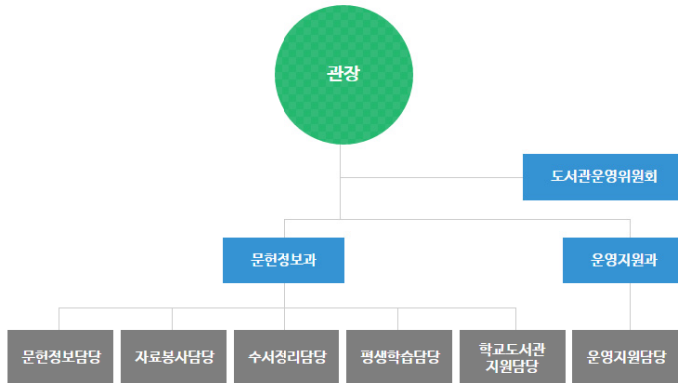 관장
도서관운영위원회
문헌정보과
운영지원과
문헌정보담당
자료봉사담당
수서정리담당
평생학습담당
학교도서관
지원담당
운영지원담당